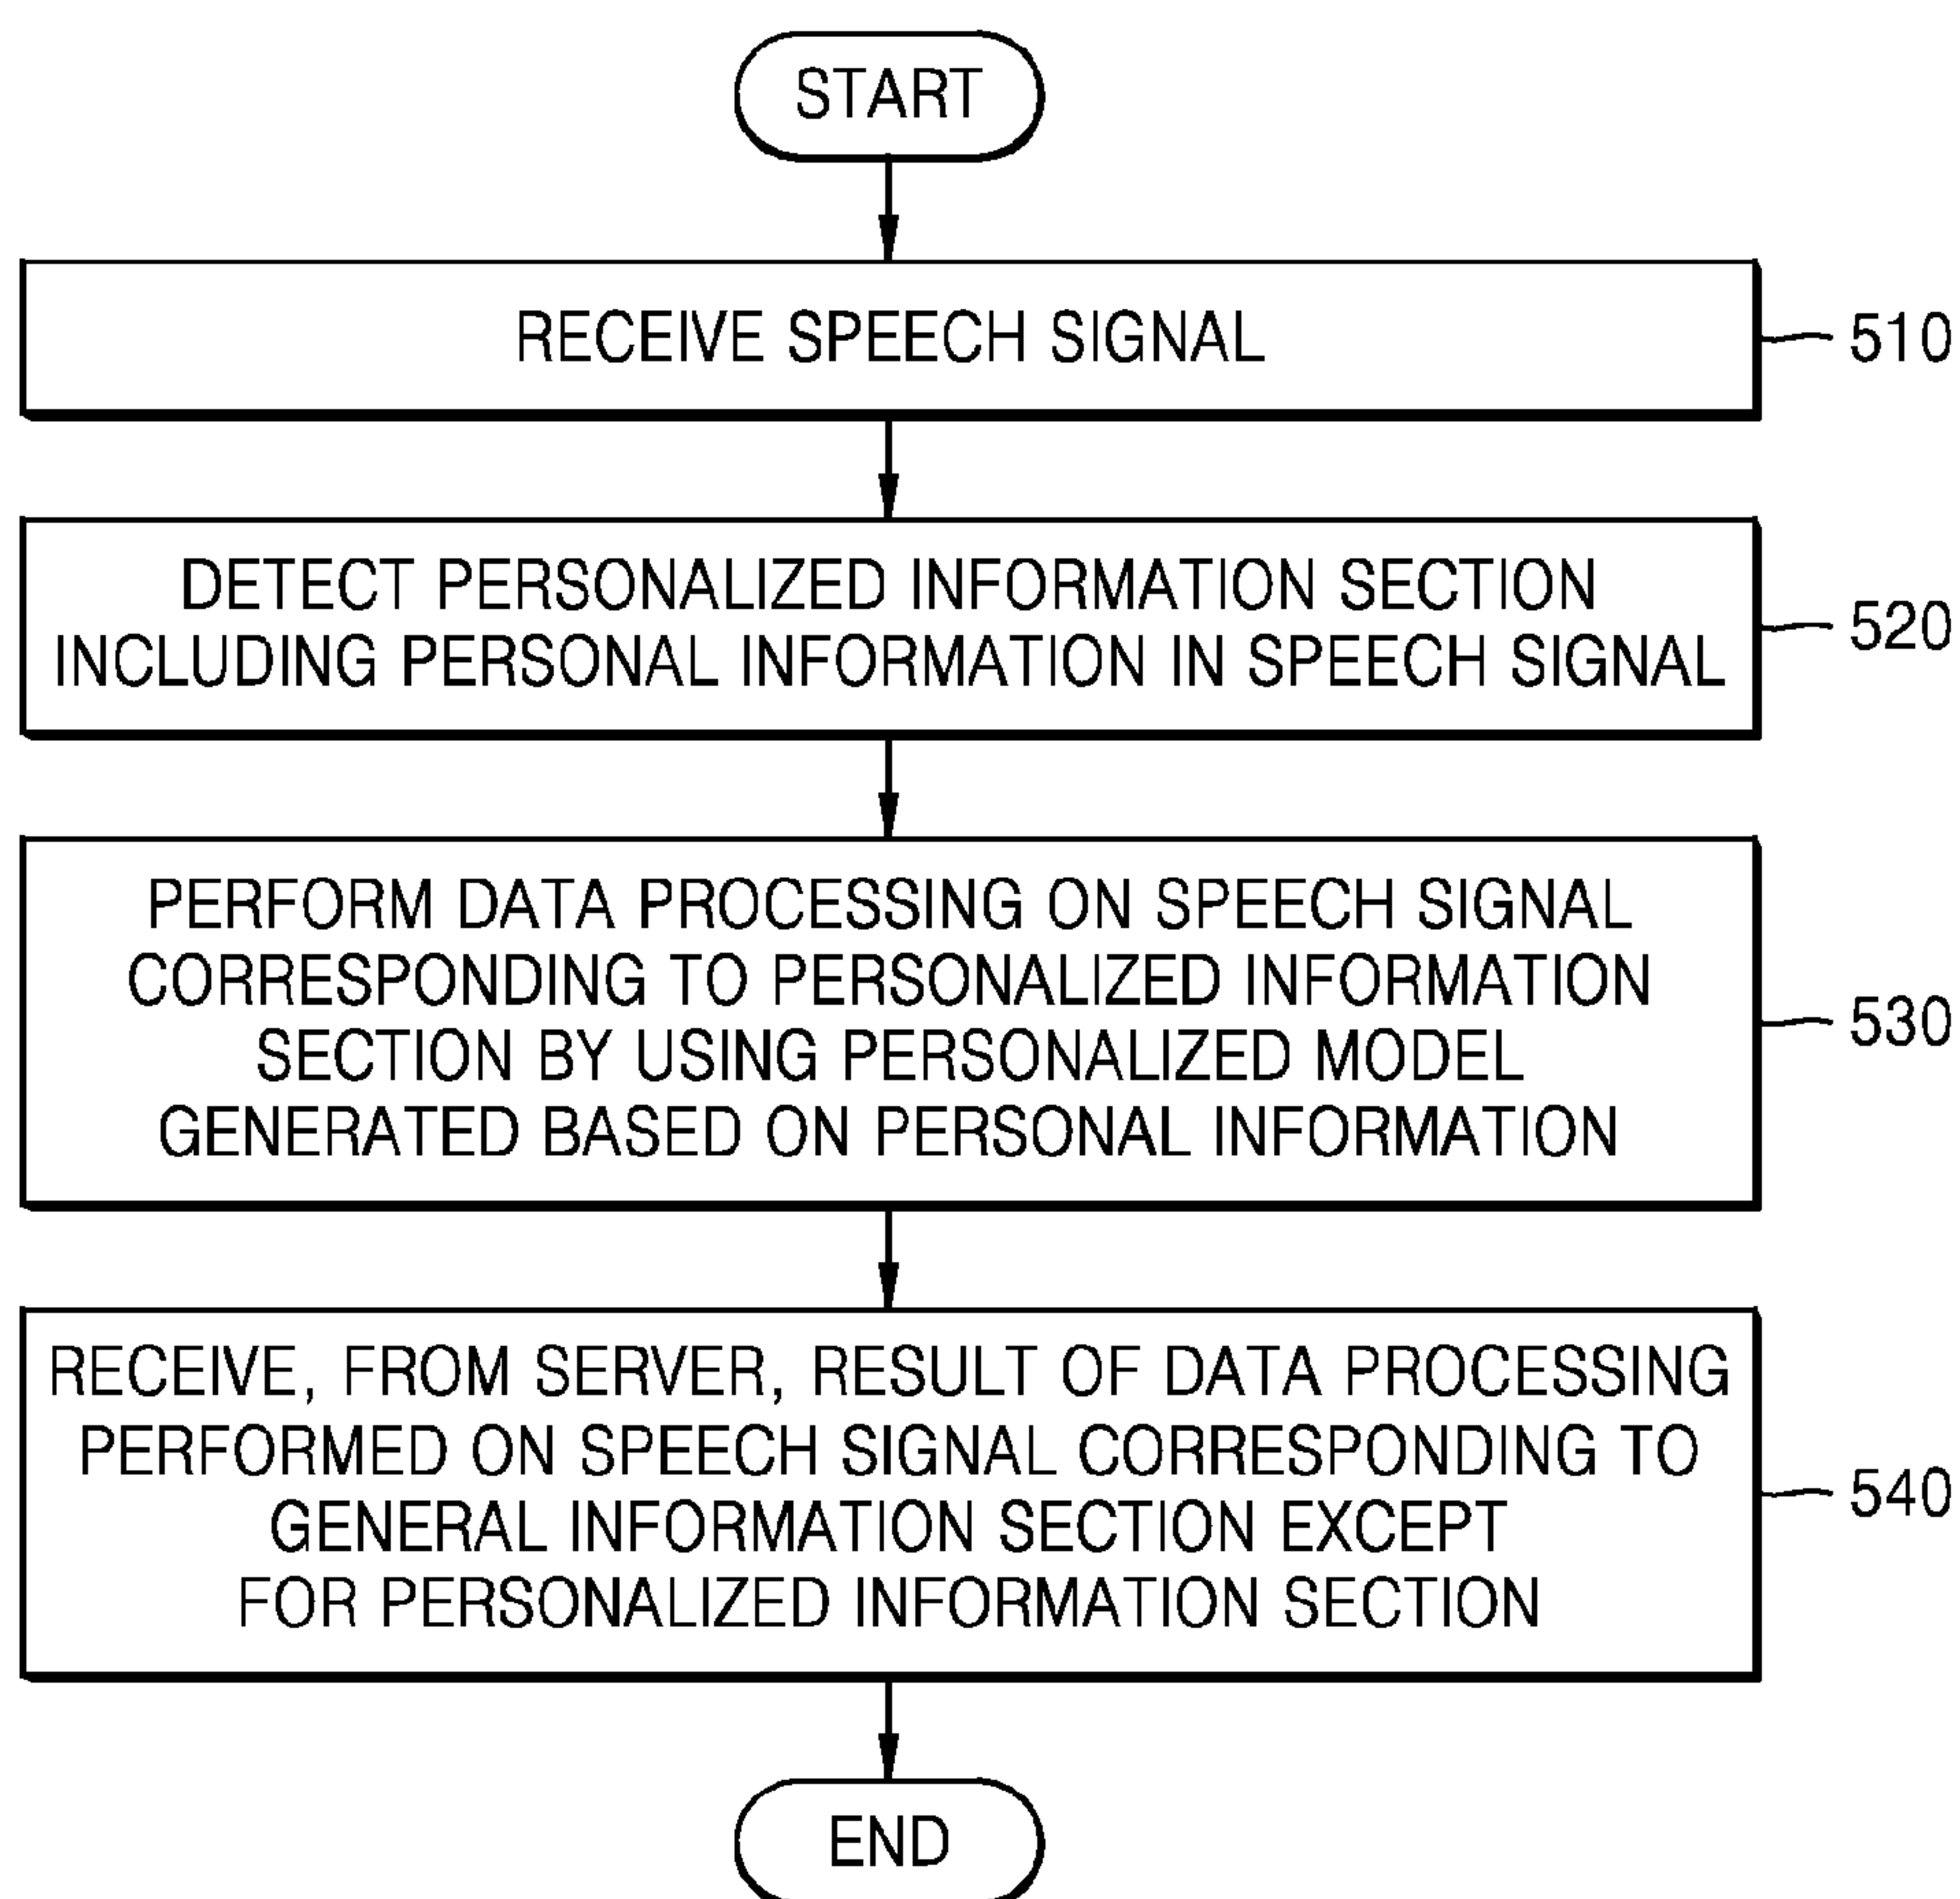 START
RECEIVE SPEECH SIGNAL
510
DETECT PERSONALIZED INFORMATION SECTION
INCLUDING PERSONAL INFORMATION IN SPEECH SIGNAL
520
PERFORM DATA PROCESSING ON SPEECH SIGNAL
CORRESPONDING TO PERSONALIZED INFORMATION
SECTION BY USING PERSONALIZED MODEL
GENERATED BASED ON PERSONAL INFORMATION
530
RECEIVE, FROM SERVER, RESULT OF DATA PROCESSING
PERFORMED ON SPEECH SIGNAL CORRESPONDING TO
GENERAL INFORMATION SECTION EXCEPT
FOR PERSONALIZED INFORMATION SECTION
540
END